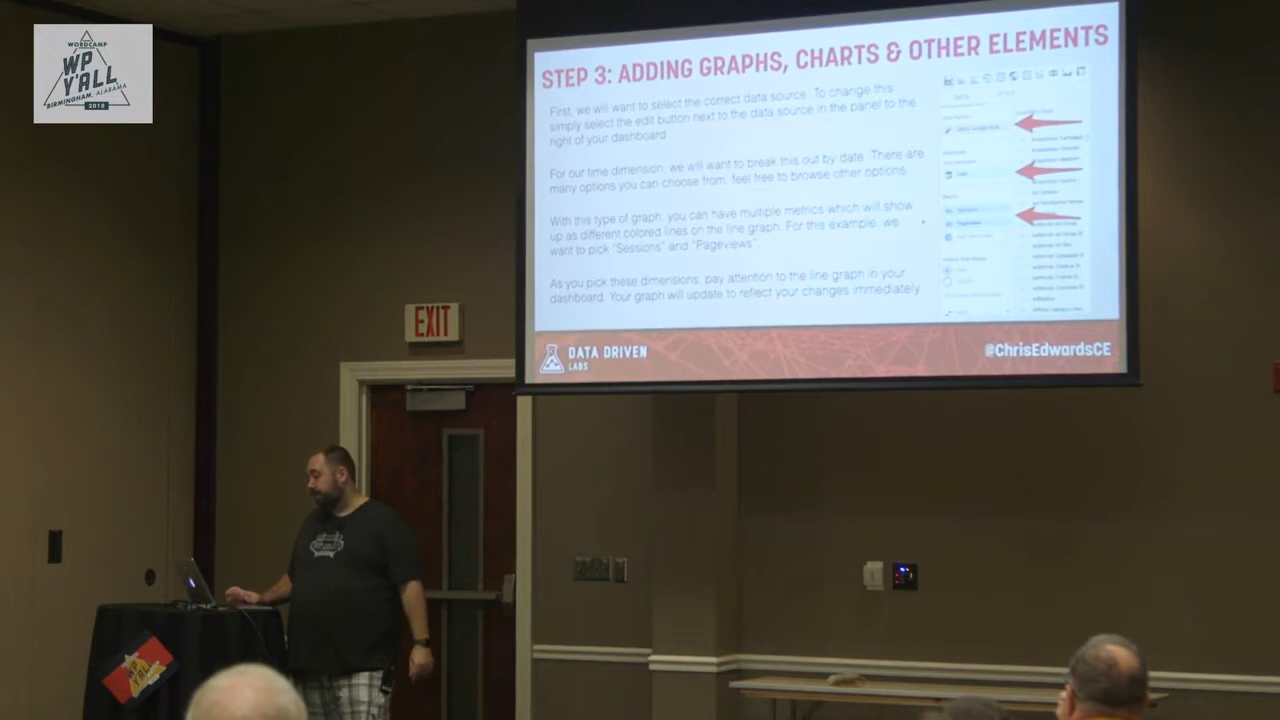 WORDCAMP
WP
Y'ALL
BIRMINGHAM, ALABAMA
2018
STEP 3: ADDING GRAPHS, CHARTS & OTHER ELEMENTS
First, we will want to select the correct data source. To change this
simply select the edit button next to the data source in the panel to the
right of your dashboard.
For our time dimension, we will want to break this out by date. There are
many options you can choose from, feel free to browse other options.
With this type of graph, you can have multiple metrics which will show
up as different colored lines on the line graph. For this example, we
want to pick "Sessions" and "Pageviews".
As you pick these dimensions, pay attention to the line graph in your
dashboard. Your graph will update to reflect your changes immediately.
DATA DRIVEN
LABS
@ChrisEdwardsCE
EXIT
WP
Y'ALL